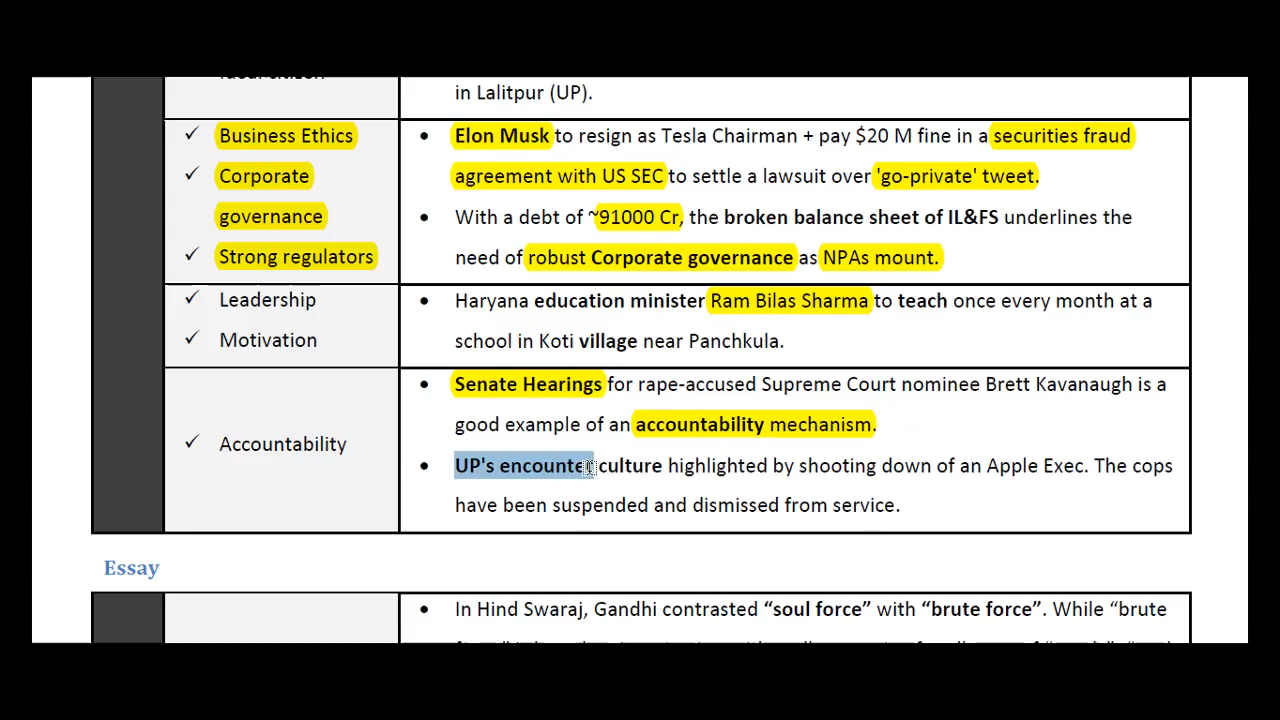 in Lalitpur (UP).
✓ Business Ethics
✓ Corporate
governance
✓ Strong regulators
• Elon Musk to resign as Tesla Chairman + pay $20 M fine in a securities fraud
agreement with US SEC to settle a lawsuit over 'go-private' tweet.
• With a debt of ~91000 Cr, the broken balance sheet of IL&FS underlines the
need of robust Corporate governance as NPAs mount.
✓ Leadership
✓ Motivation
• Haryana education minister Ram Bilas Sharma to teach once every month at a
school in Koti village near Panchkula.
✓ Accountability
• Senate Hearings for rape-accused Supreme Court nominee Brett Kavanaugh is a
good example of an accountability mechanism.
• UP's encounter culture highlighted by shooting down of an Apple Exec. The cops
have been suspended and dismissed from service.
Essay
• In Hind Swaraj, Gandhi contrasted “soul force” with “brute force”. While “brute